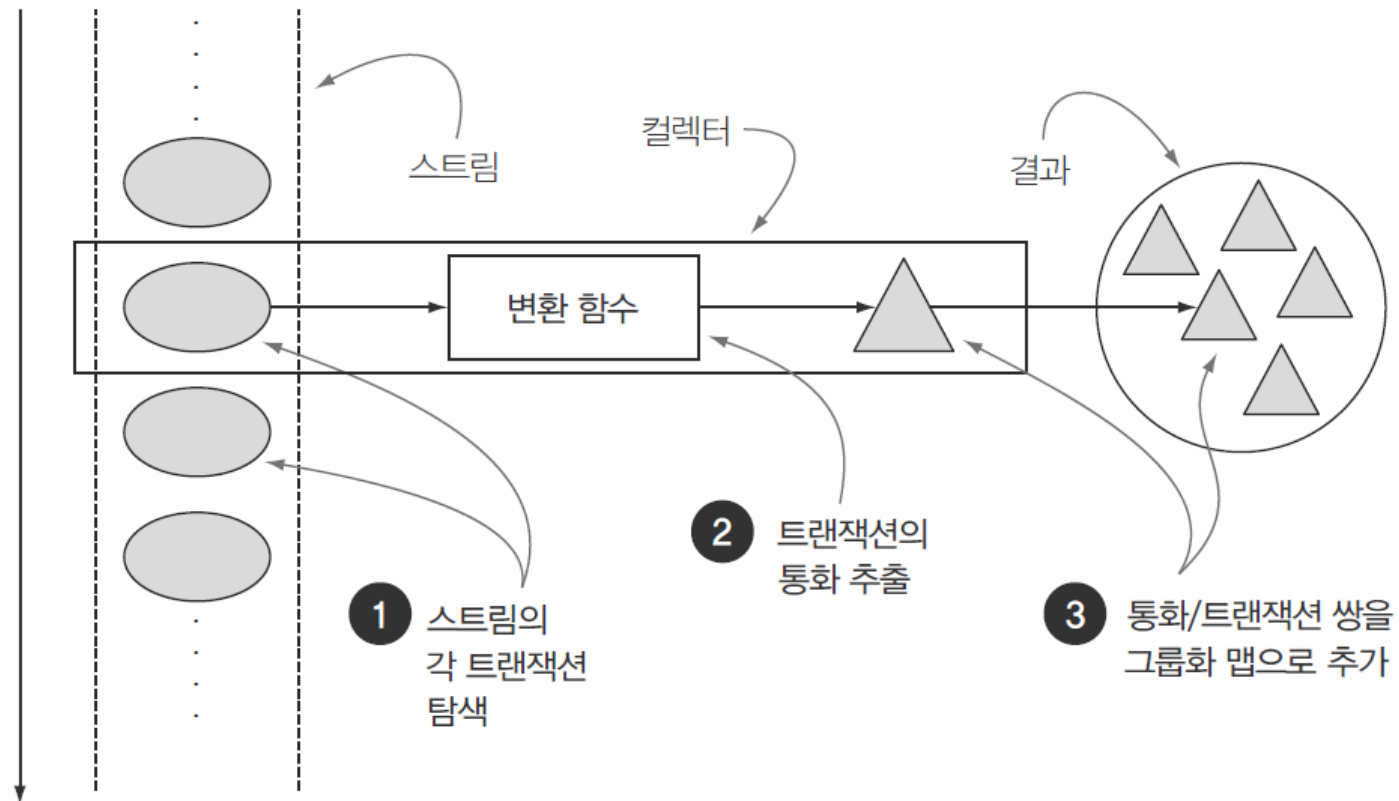 스트림
컬렉터
결과
변환 함수
1 스트림의
각 트랜잭션
탐색
2 트랜잭션의
통화 추출
3 통화/트랜잭션 쌍을
그룹화 맵으로 추가